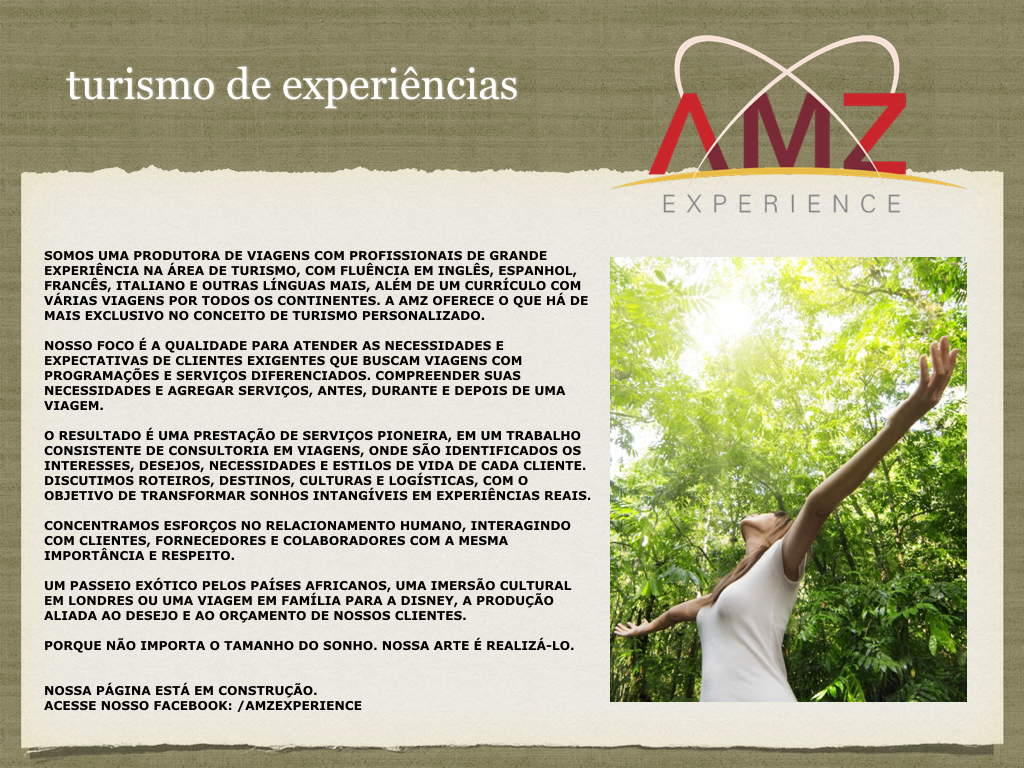 turismo de experiências
AMZ
EXPERIENCE
SOMOS UMA PRODUTORA DE VIAGENS COM PROFISSIONAIS DE GRANDE
EXPERIÊNCIA NA ÁREA DE TURISMO, COM FLUÊNCIA EM INGLÊS, ESPANHOL,
FRANCÊS, ITALIANO E OUTRAS LÍNGUAS MAIS, ALÉM DE UM CURRÍCULO COM
VÁRIAS VIAGENS POR TODOS OS CONTINENTES. A AMZ OFERECE O QUE HÁ DE
MAIS EXCLUSIVO NO CONCEITO DE TURISMO PERSONALIZADO.
NOSSO FOCO É A QUALIDADE PARA ATENDER AS NECESSIDADES E
EXPECTATIVAS DE CLIENTES EXIGENTES QUE BUSCAM VIAGENS COM
PROGRAMAÇÕES E SERVIÇOS DIFERENCIADOS. COMPREENDER SUAS
NECESSIDADES E AGREGAR SERVIÇOS, ANTES, DURANTE E DEPOIS DE UMA
VIAGEM.
O RESULTADO É UMA PRESTAÇÃO DE SERVIÇOS PIONEIRA, EM UM TRABALHO
CONSISTENTE DE CONSULTORIA EM VIAGENS, ONDE SÃO IDENTIFICADOS OS
INTERESSES, DESEJOS, NECESSIDADES E ESTILOS DE VIDA DE CADA CLIENTE.
DISCUTIMOS ROTEIROS, DESTINOS, CULTURAS E LOGÍSTICAS, COM O
OBJETIVO DE TRANSFORMAR SONHOS INTANGÍVEIS EM EXPERIÊNCIAS REAIS.
CONCENTRAMOS ESFORÇOS NO RELACIONAMENTO HUMANO, INTERAGINDO
COM CLIENTES, FORNECEDORES E COLABORADORES COM A MESMA
IMPORTÂNCIA E RESPEITO.
UM PASSEIO EXÓTICO PELOS PAÍSES AFRICANOS, UMA IMERSÃO CULTURAL
EM LONDRES OU UMA VIAGEM EM FAMÍLIA PARA A DISNEY, A PRODUÇÃO
ALIADA AO DESEJO E AO ORÇAMENTO DE NOSSOS CLIENTES.
PORQUE NÃO IMPORTA O TAMANHO DO SONHO. NOSSA ARTE É REALIZÁ-LO.
NOSSA PÁGINA ESTÁ EM CONSTRUÇÃO.
ACESSE NOSSO FACEBOOK: /AMZEXPERIENCE